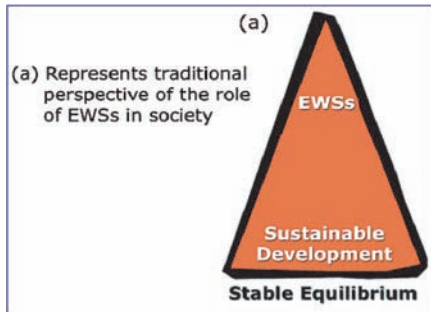 (a)
(a) Represents traditional
perspective of the role
of EWSs in society
EWSs
Sustainable
Development
Stable Equilibrium